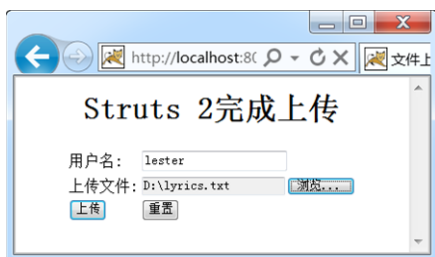 http://localhost:80
文件上
Struts 2完成上传
用户名: lester
上传文件: D:\lyrics.txt 浏览...
上传 重置